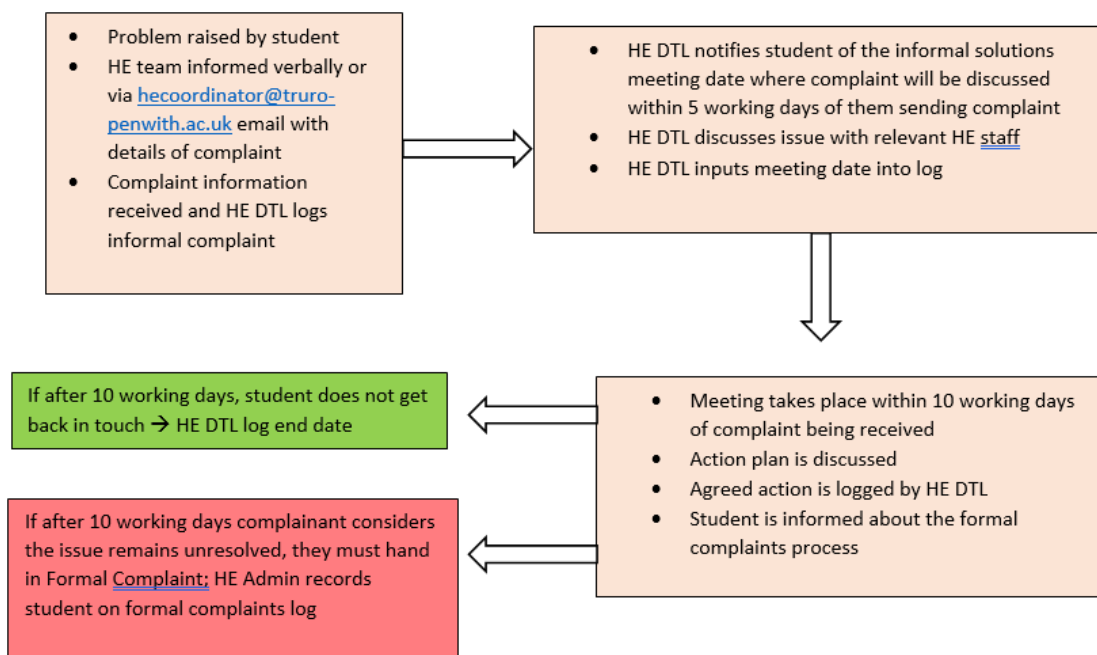 • Problem raised by student
• HE team informed verbally or
via hecoordinator@truro-
penwith.ac.uk email with
details of complaint
• Complaint information
received and HE DTL logs
informal complaint
• HE DTL notifies student of the informal solutions
meeting date where complaint will be discussed
within 5 working days of them sending complaint
• HE DTL discusses issue with relevant HE staff
• HE DTL inputs meeting date into log
• Meeting takes place within 10 working days
of complaint being received
• Action plan is discussed
• Agreed action is logged by HE DTL
• Student is informed about the formal
complaints process
If after 10 working days, student does not get
back in touch → HE DTL log end date
If after 10 working days complainant considers
the issue remains unresolved, they must hand
in Formal Complaint; HE Admin records
student on formal complaints log